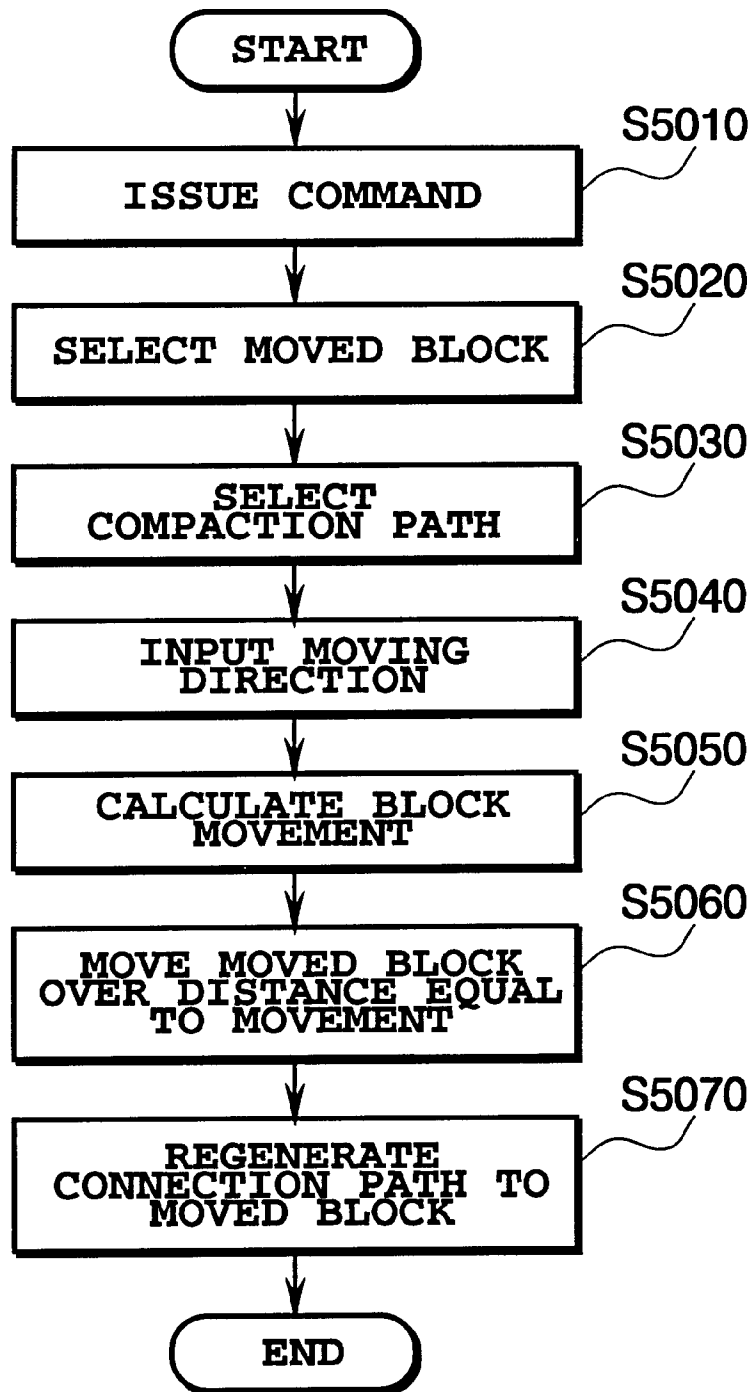 START
S5010
ISSUE COMMAND
S5020
SELECT MOVED BLOCK
S5030
SELECT
COMPACTION PATH
S5040
INPUT MOVING
DIRECTION
S5050
CALCULATE BLOCK
MOVEMENT
S5060
MOVE MOVED BLOCK
OVER DISTANCE EQUAL
TO MOVEMENT
S5070
REGENERATE
CONNECTION PATH TO
MOVED BLOCK
END